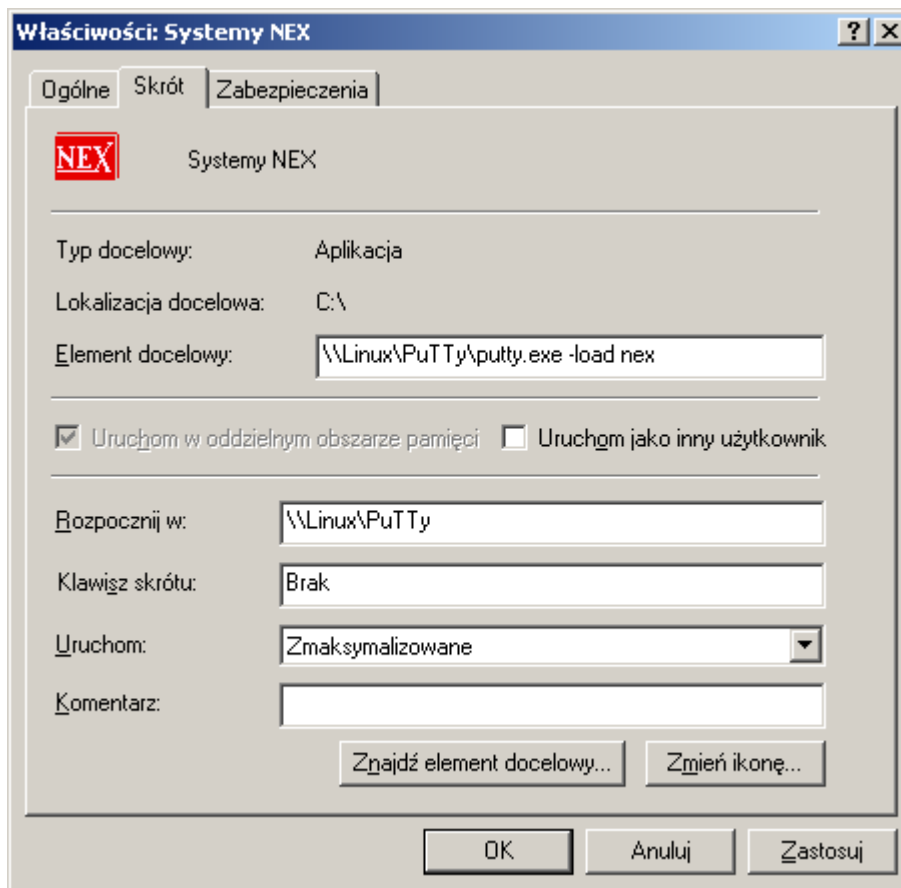 Właściwości: Systemy NEX
Ogólne Skrót Zabezpieczenia
NEX Systemy NEX
Typ docelowy: Aplikacja
Lokalizacja docelowa: C:\
Element docelowy: \\Linux\PuTTy\putty.exe -load nex
Uruchom w oddzielnym obszarze pamięci Uruchom jako inny użytkownik
Rozpocznij w: \\Linux\PuTTy
Klawisz skrótu: Brak
Uruchom: Zmaksymalizowane
Komentarz:
Znajdź element docelowy... Zmień ikonę...
OK Anuluj Zastosuj